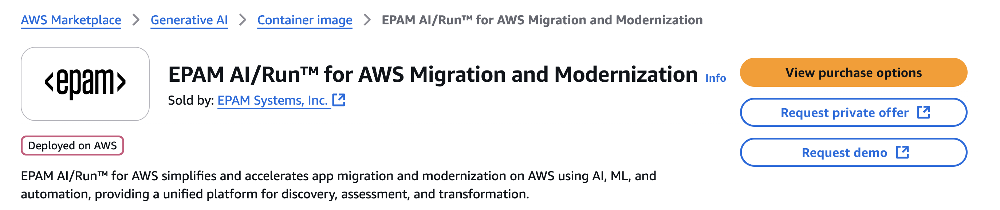 AWS Marketplace > Generative AI > Container image > EPAM AI/Run™ for AWS Migration and Modernization
<epam>
EPAM AI/Run™ for AWS Migration and Modernization Info
Sold by: EPAM Systems, Inc.
View purchase options
Request private offer
Request demo
Deployed on AWS
EPAM AI/Run™ for AWS simplifies and accelerates app migration and modernization on AWS using AI, ML, and
automation, providing a unified platform for discovery, assessment, and transformation.